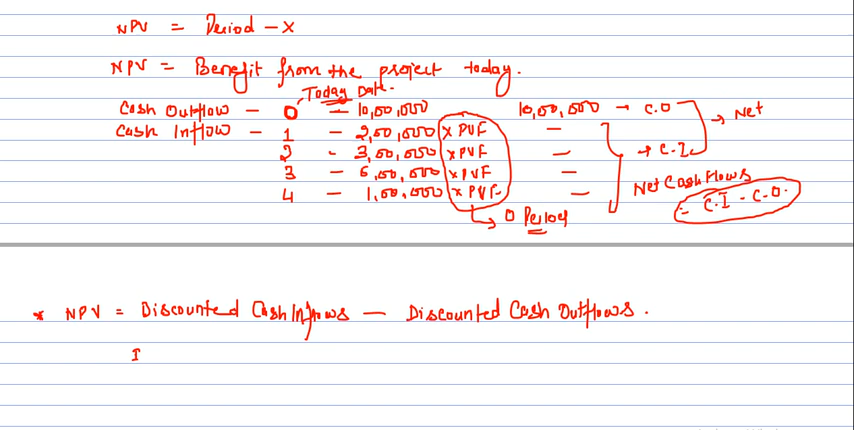 NPV = Period - X
NPV = Benefit from the project today.
Today Date.
Cash Outflow - 0 - 10,00,000 10,00,000 → C.O → Net
Cash Inflow - 1 - 2,00,000 x PVF -
2 - 3,00,000 x PVF - → C.I
3 - 6,00,000 x PVF - Net Cash Flows
4 - 1,00,000 x PVF - = C.I - C.O.
→ 0 Period
* NPV = Discounted Cash Inflows - Discounted Cash Outflows.
I